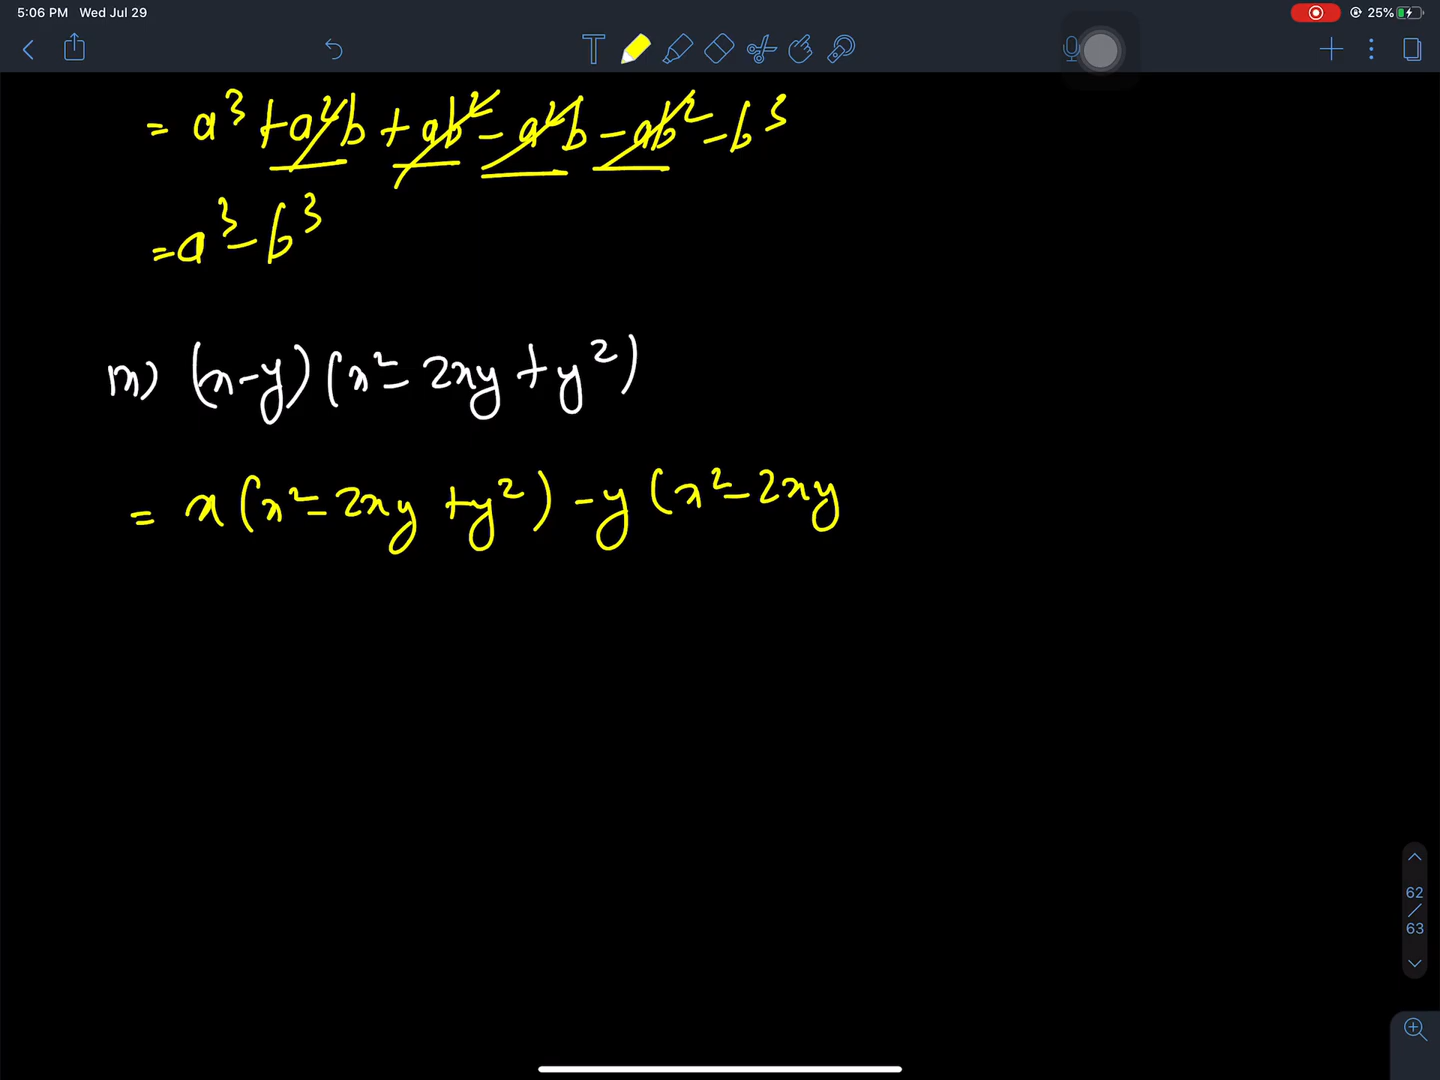 5:06 PM Wed Jul 29 25%
= a³ + a²b + ab² - a²b - ab² - b³
= a³ - b³
(x-y)(x² - 2xy + y²)
= x(x² - 2xy + y²) - y(x² - 2xy
62
/
63